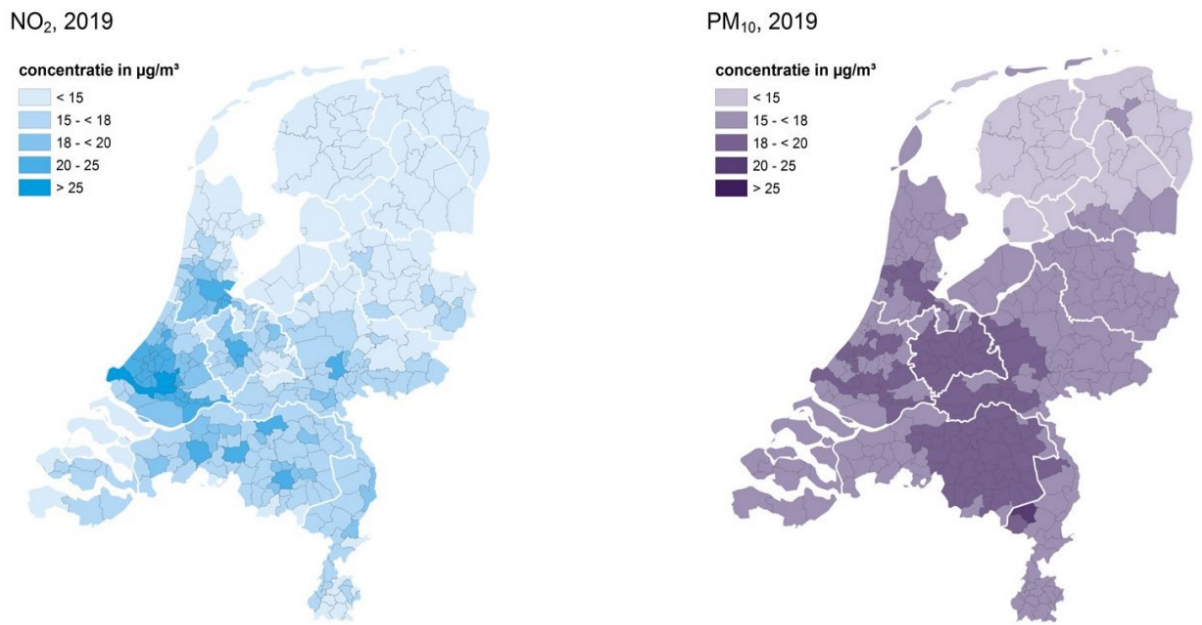 NO₂, 2019
concentratie in µg/m³
< 15
15 - < 18
18 - < 20
20 - 25
> 25
PM₁₀, 2019
concentratie in µg/m³
< 15
15 - < 18
18 - < 20
20 - 25
> 25